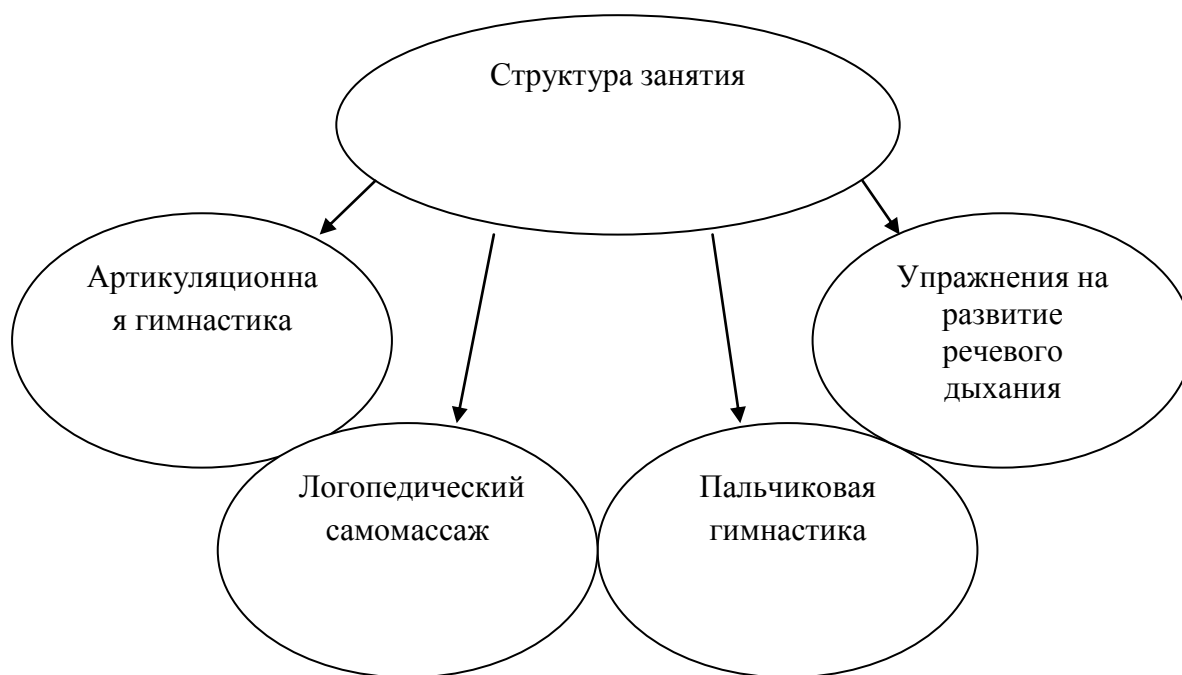 Структура занятия
Артикуляционна
я гимнастика
Логопедический
самомассаж
Пальчиковая
гимнастика
Упражнения на
развитие
речевого
дыхания